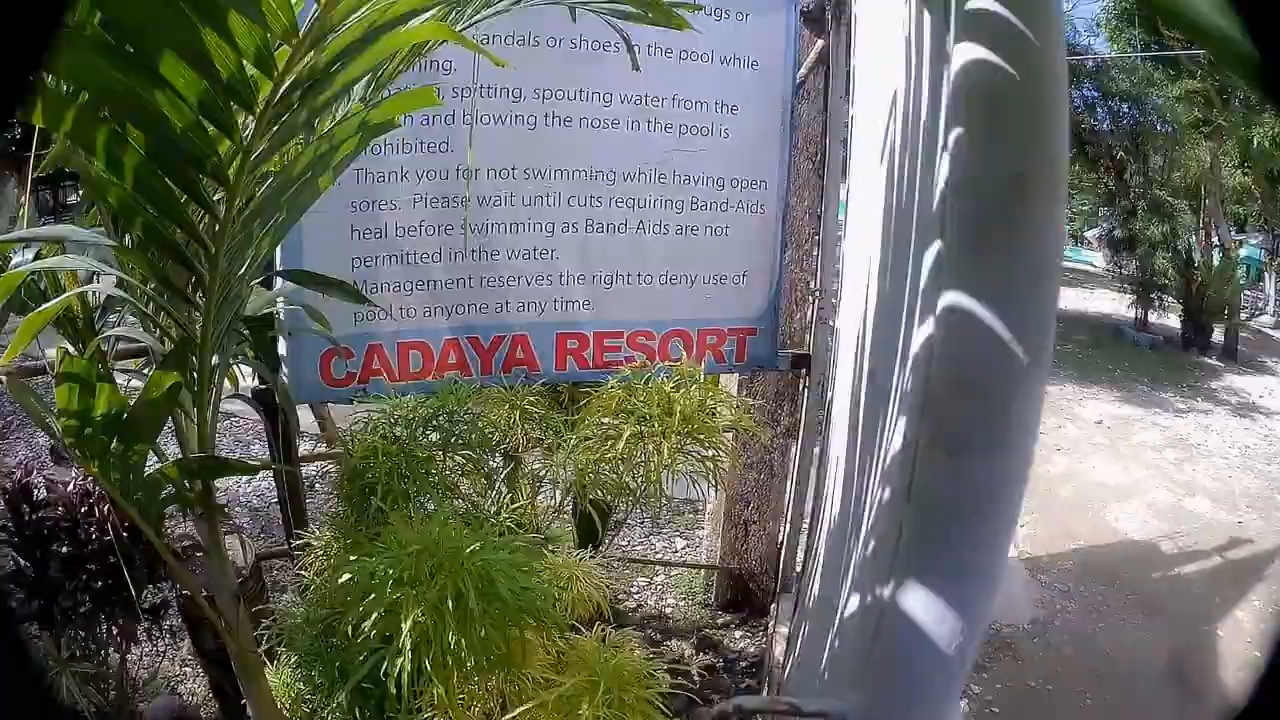 or
sandals or shoes in the pool while
spitting, spouting water from the
and blowing the nose in the pool is
prohibited.
Thank you for not swimming while having open
sores. Please wait until cuts requiring Band-Aids
heal before swimming as Band-Aids are not
permitted in the water.
Management reserves the right to deny use of
pool to anyone at any time.
CADAYA RESORT